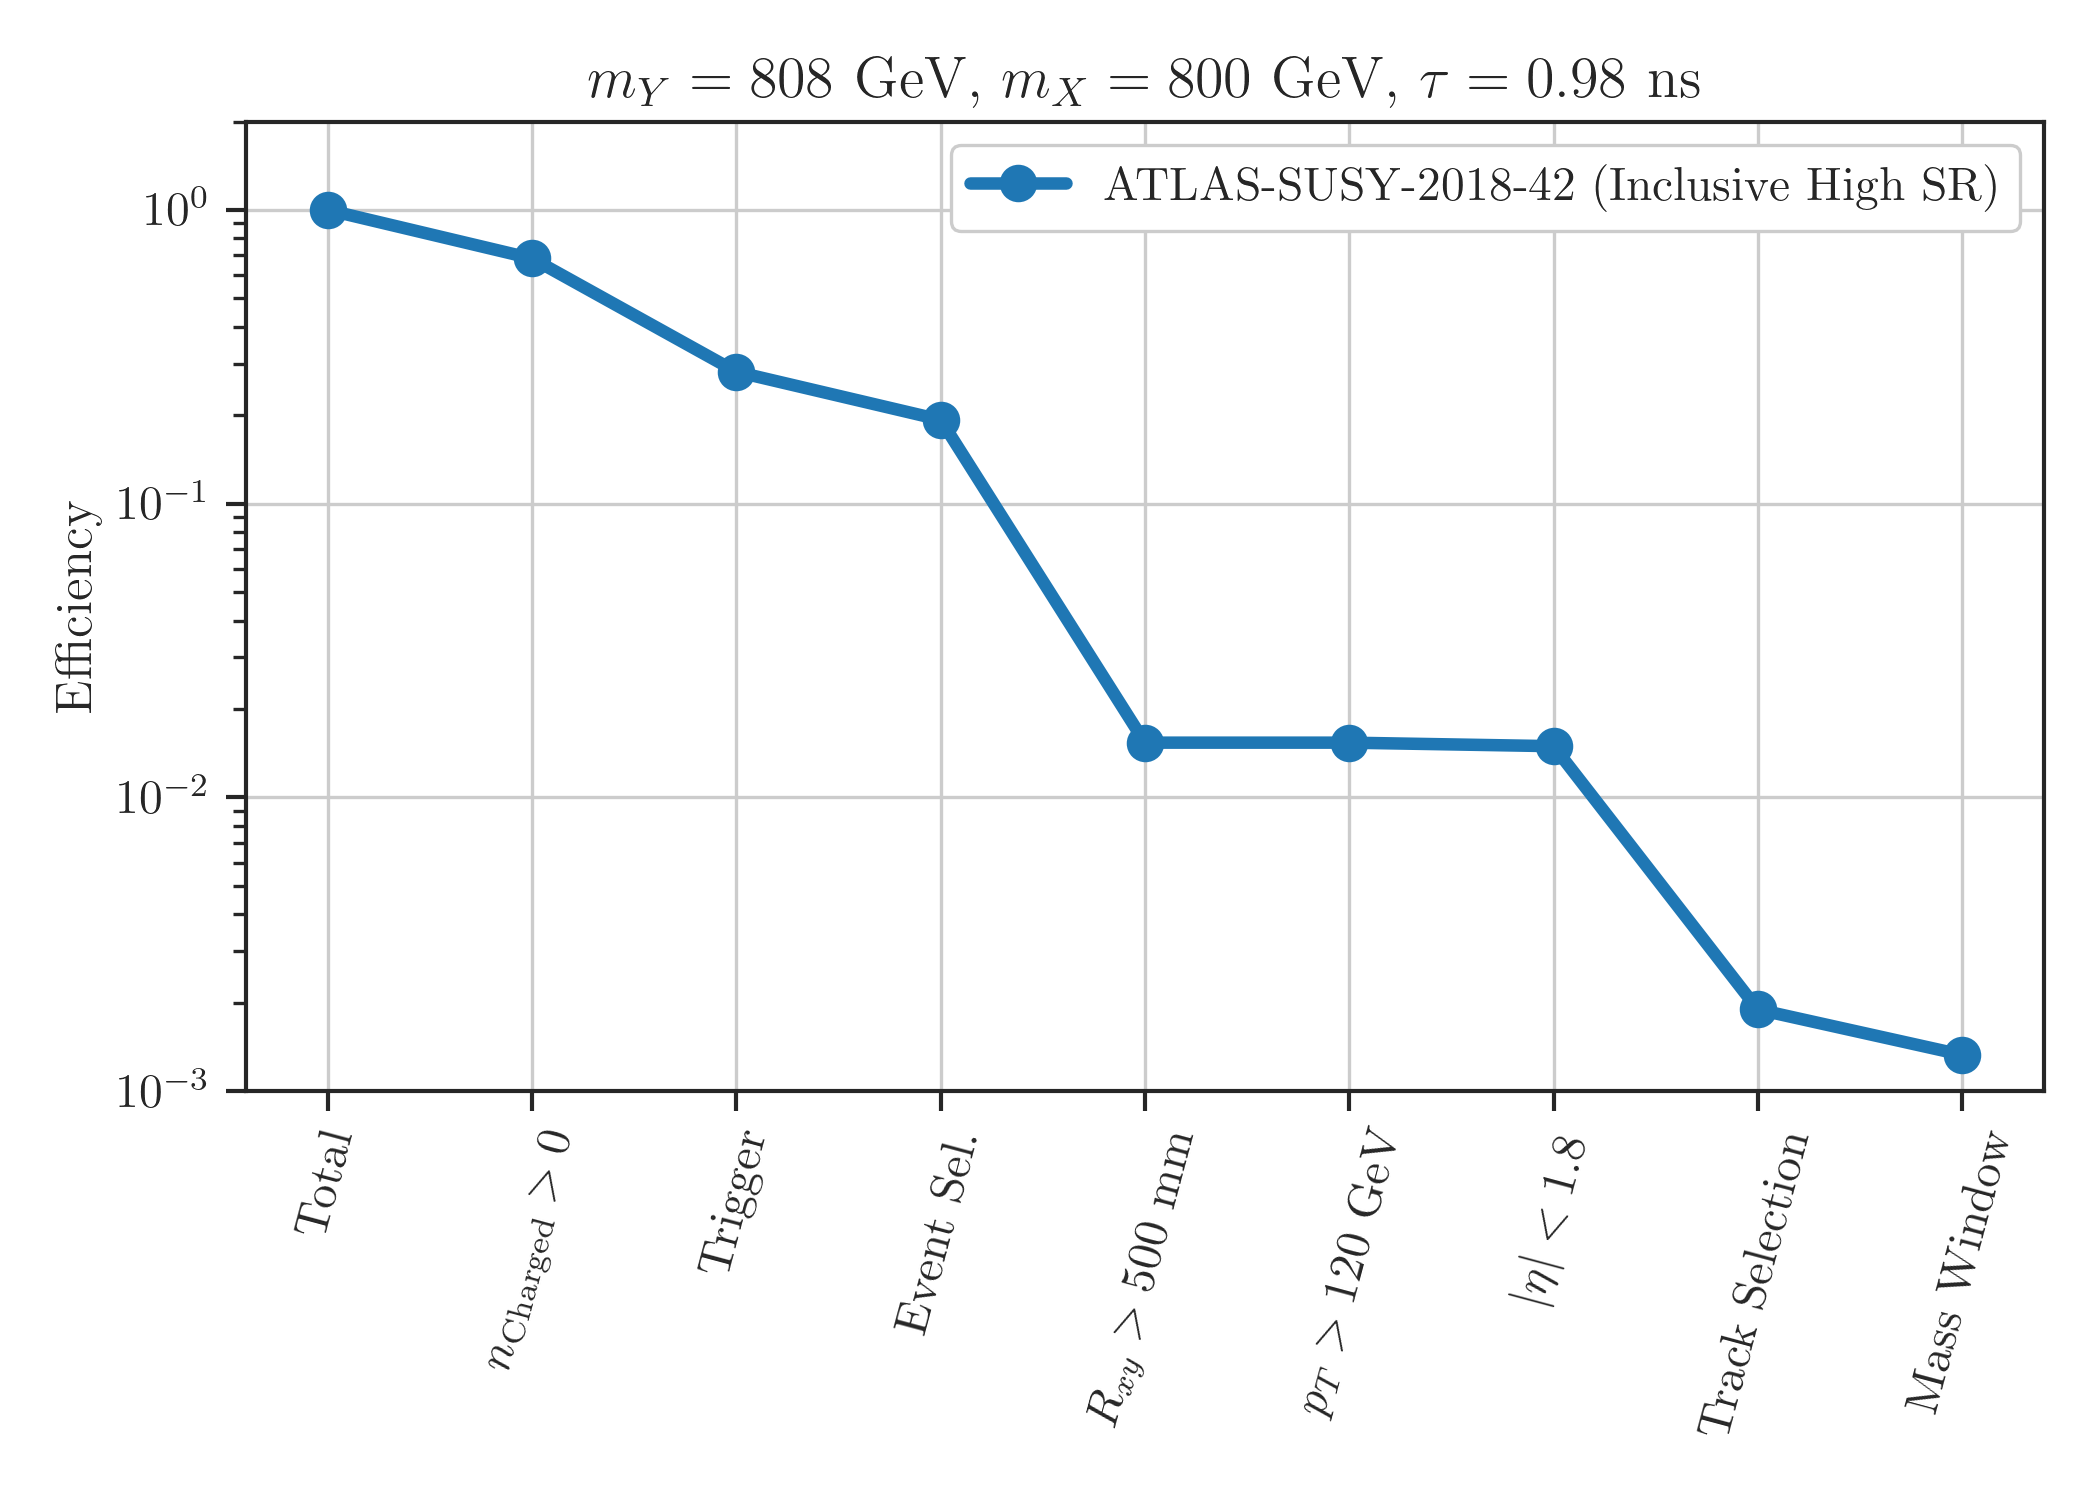 m_Y = 808 GeV, m_X = 800 GeV, τ = 0.98 ns
ATLAS-SUSY-2018-42 (Inclusive High SR)
Efficiency
10^0
10^−1
10^−2
10^−3
Total
n_Charged > 0
Trigger
Event Sel.
R_xy > 500 mm
p_T > 120 GeV
|η| < 1.8
Track Selection
Mass Window